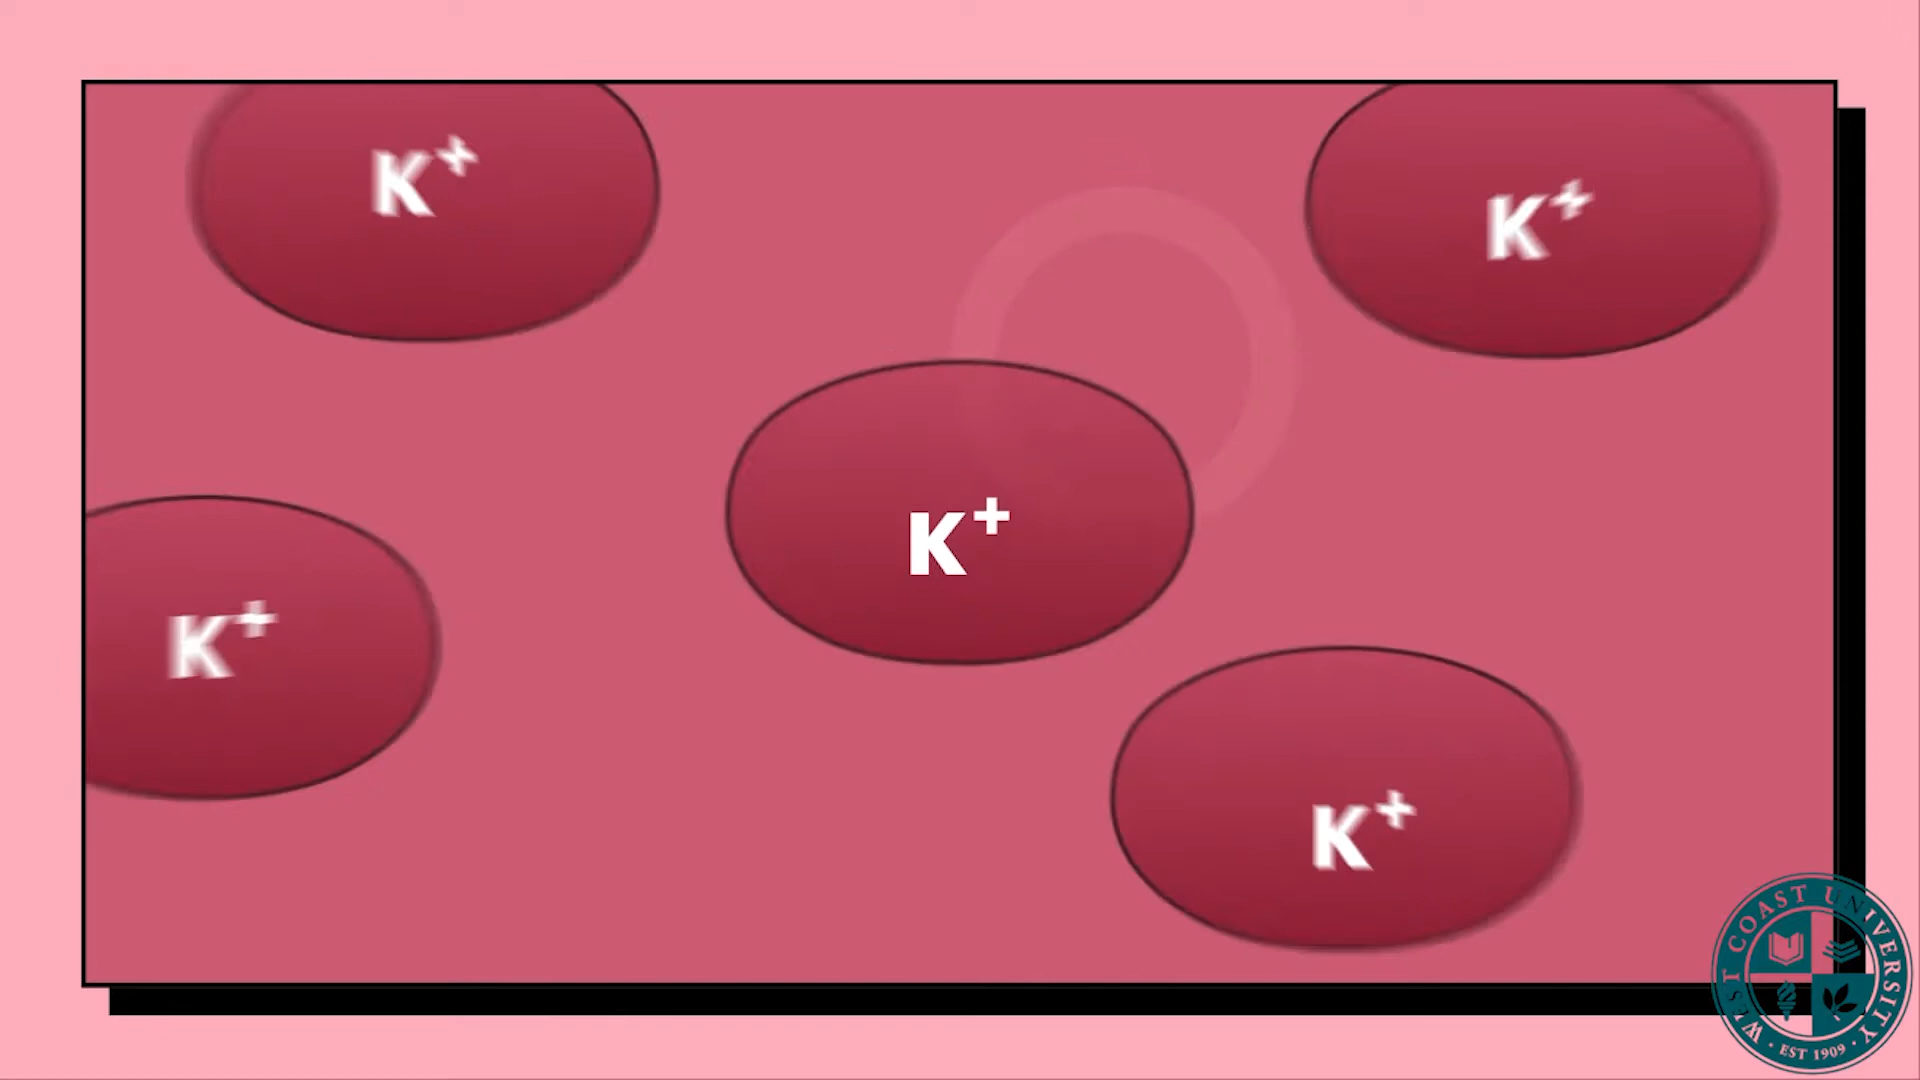 K⁺
K⁺
K⁺
K⁺
K⁺
WEST COAST UNIVERSITY
· EST 1909 ·